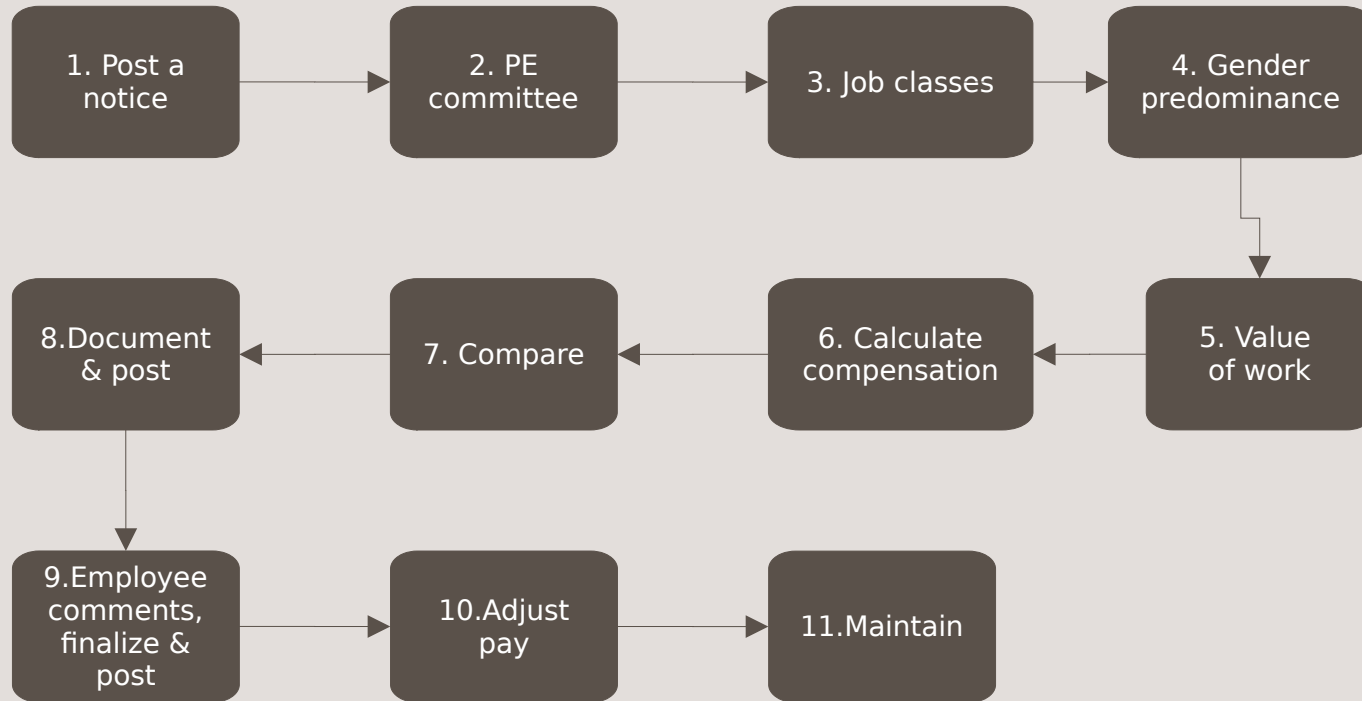 1. Post a
notice
2. PE
committee
3. Job classes
4. Gender
predominance
5. Value
of work
6. Calculate
compensation
7. Compare
8.Document
& post
9.Employee
comments,
finalize &
post
10.Adjust
pay
11.Maintain